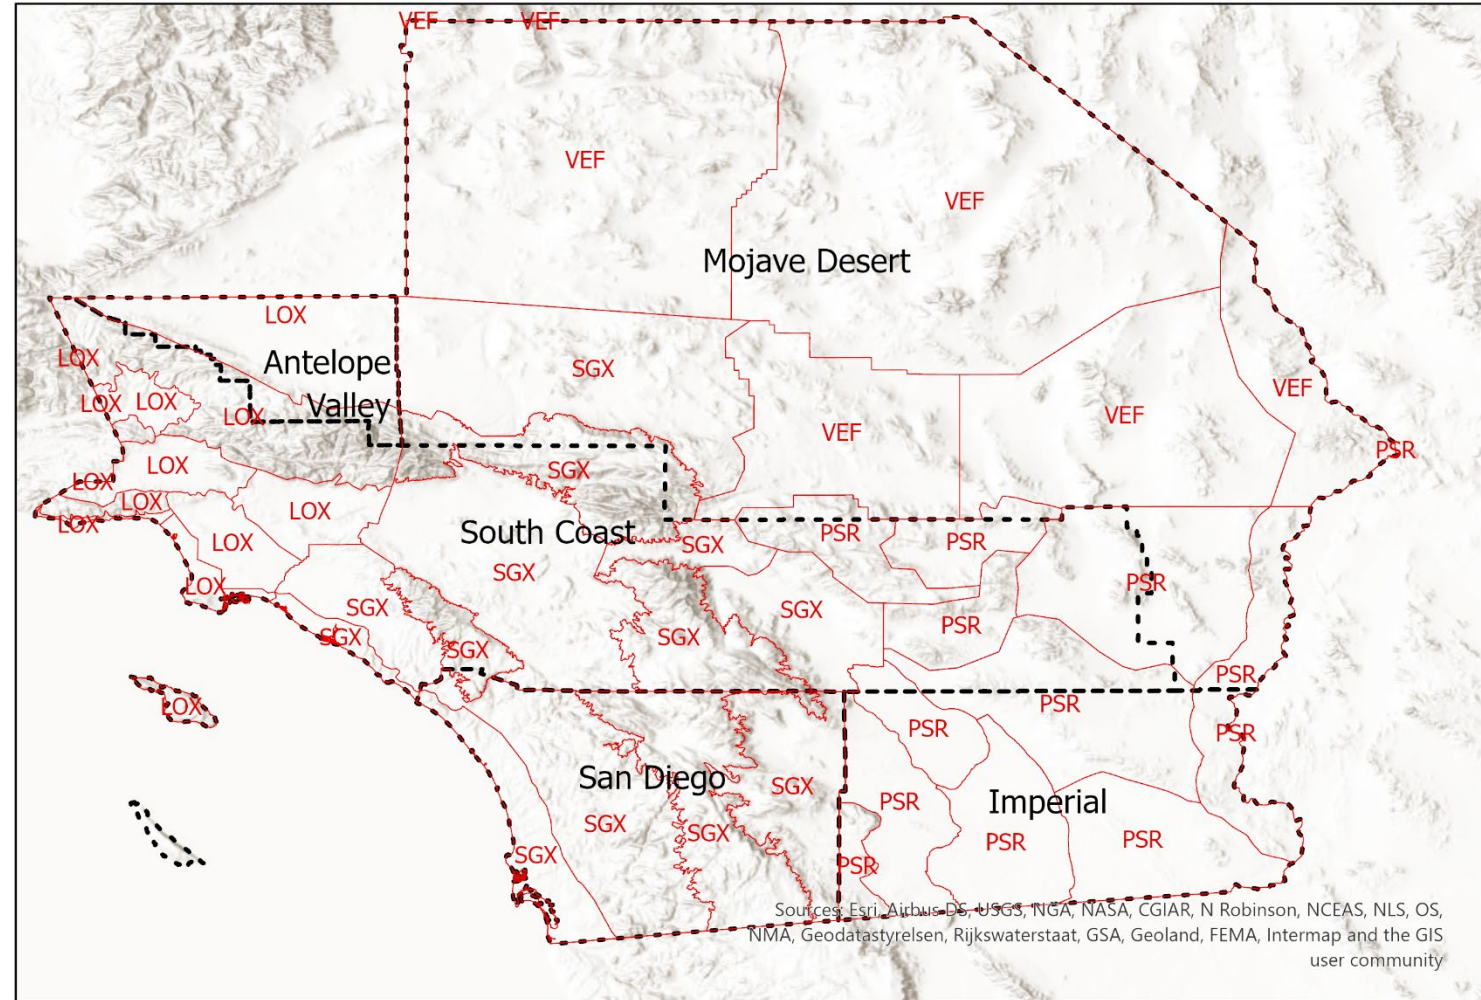 VEF
VEF
VEF
VEF
Mojave Desert
LOX
LOX
Antelope
Valley
SGX
VEF
LOX
LOX
LOX
VEF
VEF
PSR
LOX
SGX
LOX
LOX
LOX
LOX
South Coast
PSR
PSR
LOX
SGX
SGX
LOX
PSR
SGX
SGX
PSR
SGX
SGX
SGX
PSR
LOX
PSR
PSR
PSR
San Diego
SGX
PSR
Imperial
SGX
SGX
PSR
PSR
SGX
PSR
Sources: Esri, Airbus DS, USGS, NGA, NASA, CGIAR, N Robinson, NCEAS, NLS, OS,
NMA, Geodatastyrelsen, Rijkswaterstaat, GSA, Geoland, FEMA, Intermap and the GIS
user community